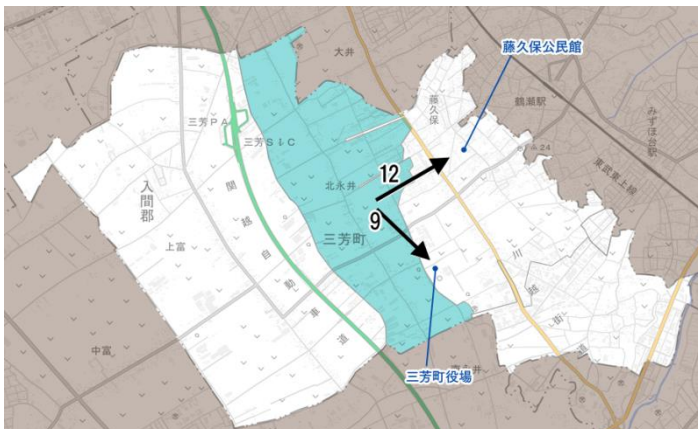 藤久保公民館
大井
藤久保
鶴瀬駅
みずほ台駅
三芳PA
三芳SIC
24
東武東上線
12
北永井
入間郡
関越自動車道
9
上富
三芳町
川越街道
中富
三芳町役場